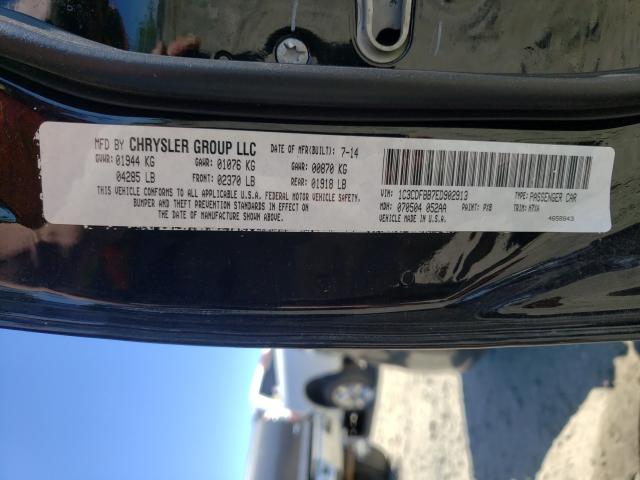 MFD BY CHRYSLER GROUP LLC DATE OF MFR(BUILT): 7-14
GVWR: 01944 KG GAWR: 01076 KG GAWR: 00870 KG
04285 LB FRONT: 02370 LB REAR: 01918 LB
THIS VEHICLE CONFORMS TO ALL APPLICABLE U.S.A. FEDERAL MOTOR VEHICLE SAFETY,
BUMPER AND THEFT PREVENTION STANDARDS IN EFFECT ON
THE DATE OF MANUFACTURE SHOWN ABOVE.
VIN: 1C3CDFBB7ED902913 TYPE: PASSENGER CAR
MDH: 070504 052AA PAINT: PXB TRIM: H7XA
VEHICLE MADE IN U.S.A. 4658643